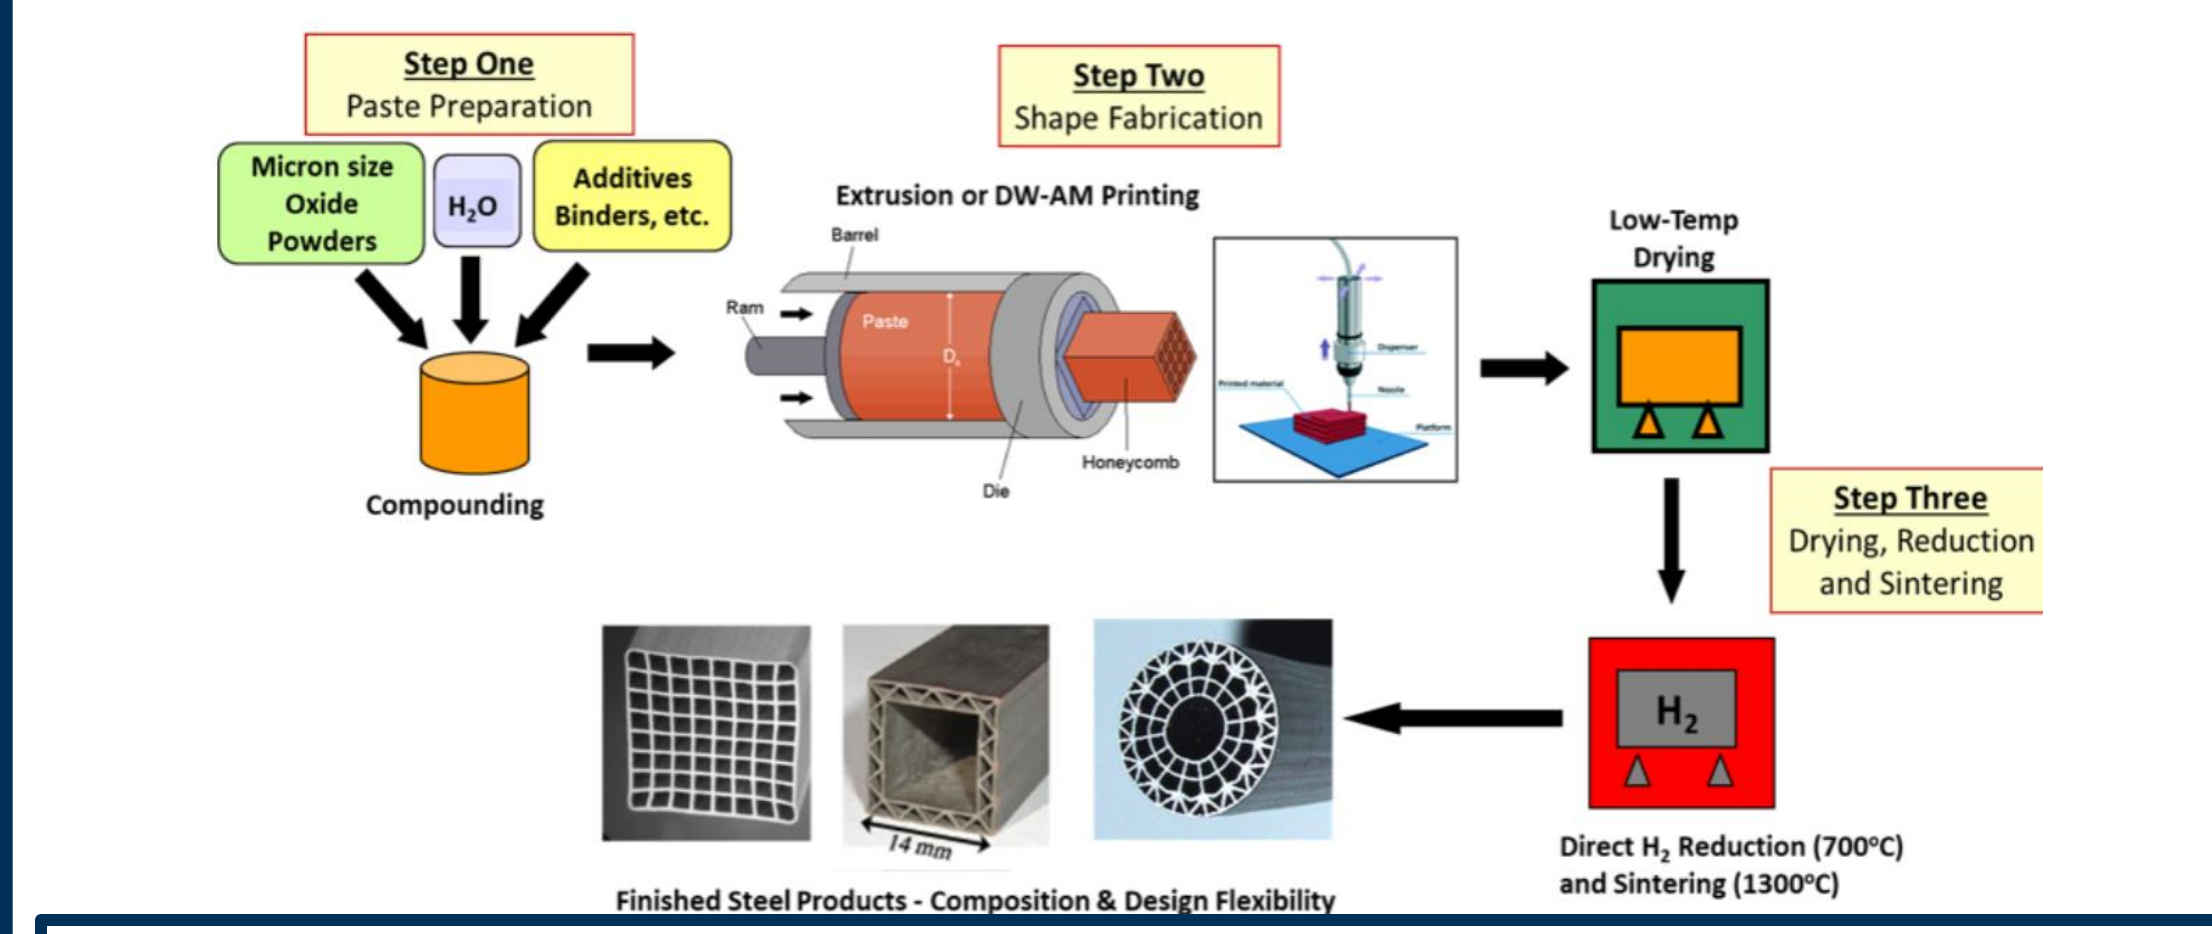 Step One
Paste Preparation
Micron size
Oxide
Powders
H₂O
Additives
Binders, etc.
Compounding
Step Two
Shape Fabrication
Extrusion or DW-AM Printing
Barrel
Ram
Paste
Dₒ
Die
Honeycomb
Dispenser
Nozzle
Printed material
Platform
Low-Temp
Drying
Step Three
Drying, Reduction
and Sintering
H₂
Direct H₂ Reduction (700°C)
and Sintering (1300°C)
14 mm
Finished Steel Products - Composition & Design Flexibility